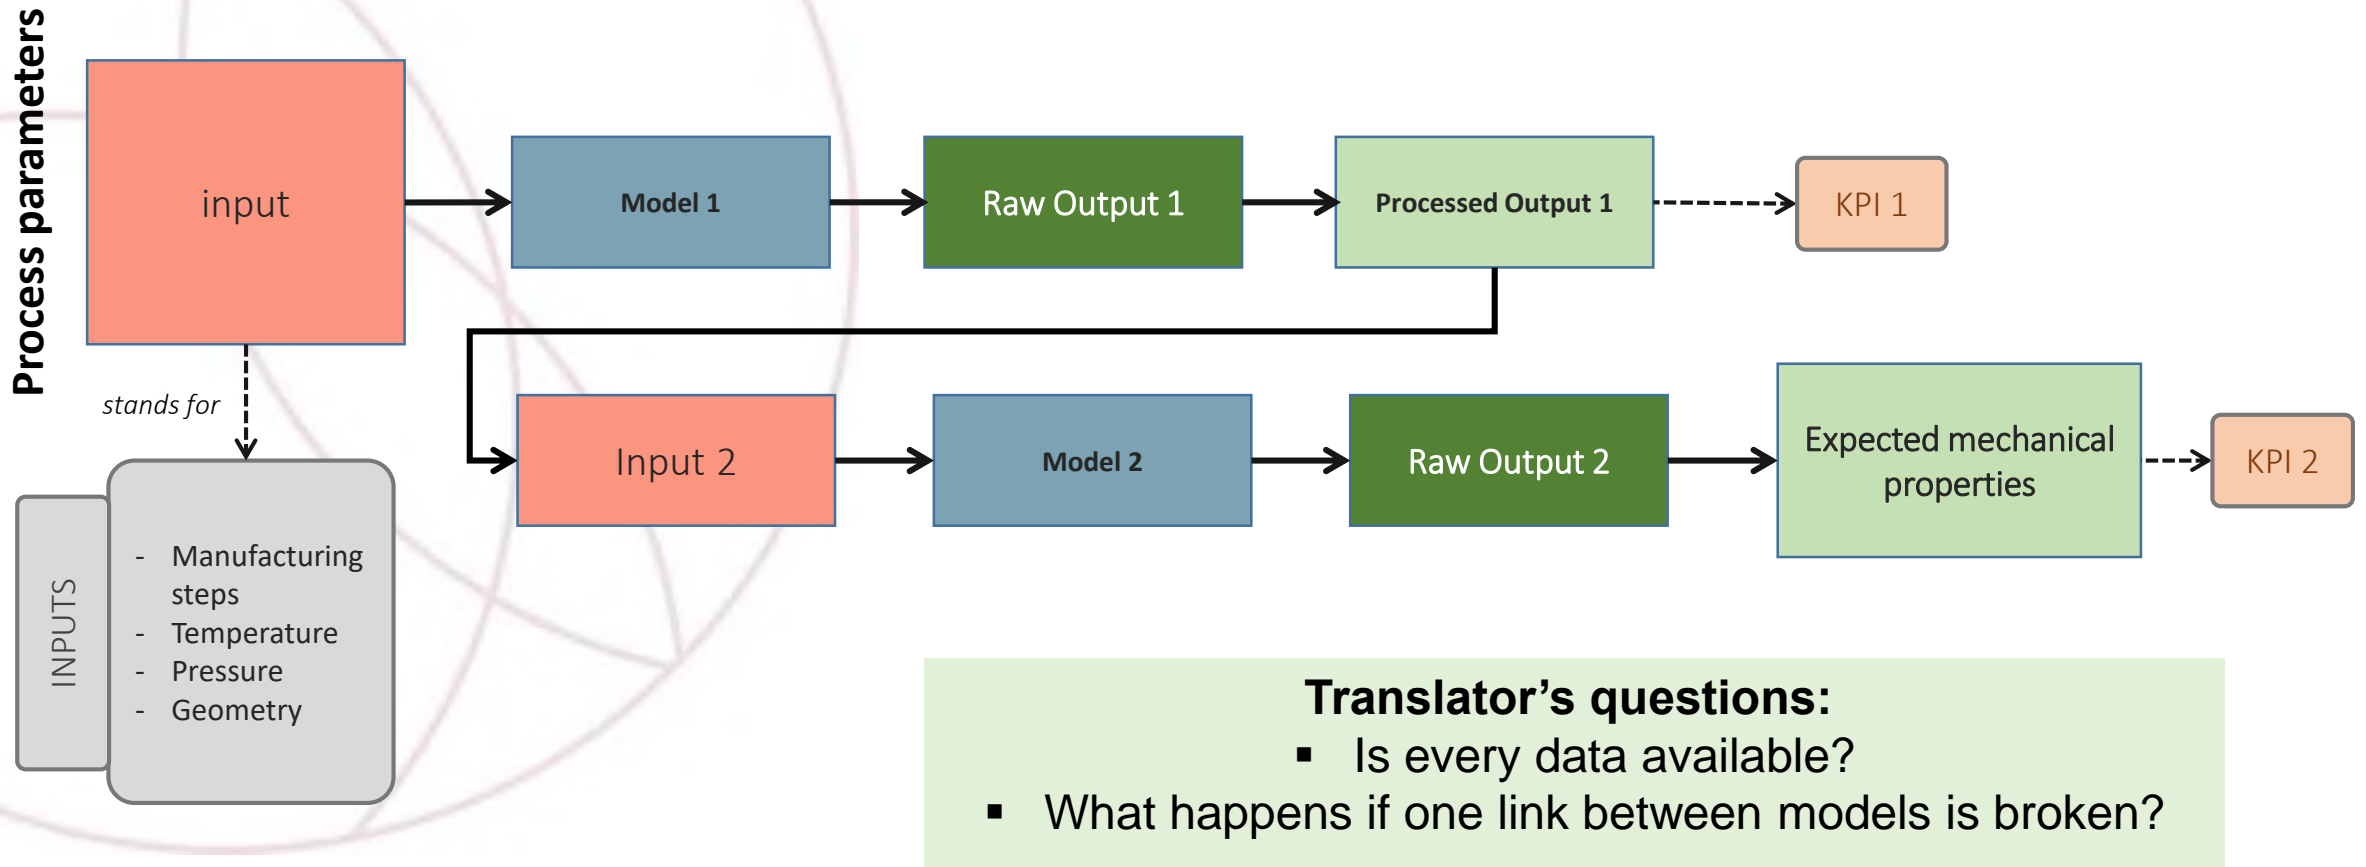 Process parameters
input
Model 1
Raw Output 1
Processed Output 1
KPI 1
stands for
Input 2
Model 2
Raw Output 2
Expected mechanical
properties
KPI 2
INPUTS
- Manufacturing
steps
- Temperature
- Pressure
- Geometry
Translator’s questions:
▪ Is every data available?
▪ What happens if one link between models is broken?